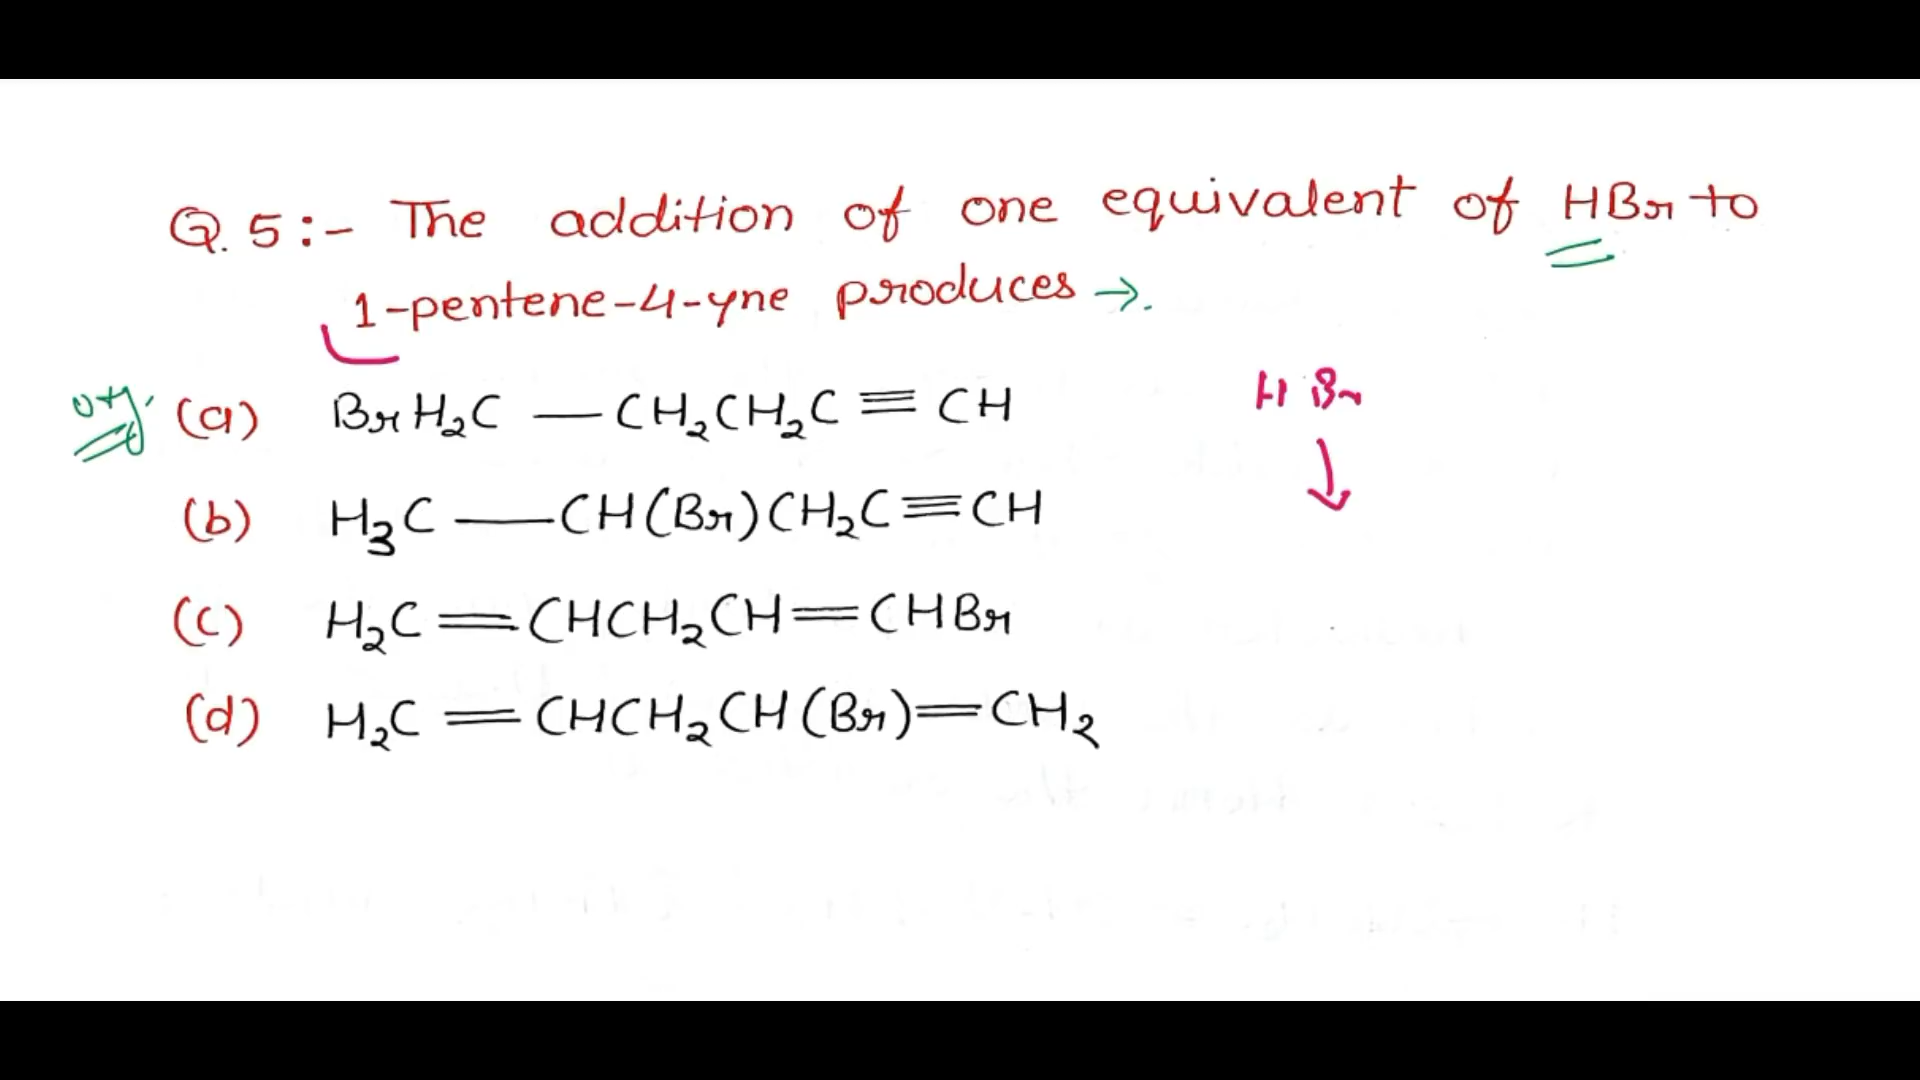 Q.5:- The addition of one equivalent of HBr to
1-pentene-4-yne produces →.
(a) BrH₂C — CH₂CH₂C ≡ CH
H Br
↓
(b) H₃C — CH(Br)CH₂C ≡ CH
(c) H₂C = CHCH₂CH = CHBr
(d) H₂C = CHCH₂CH(Br) = CH₂